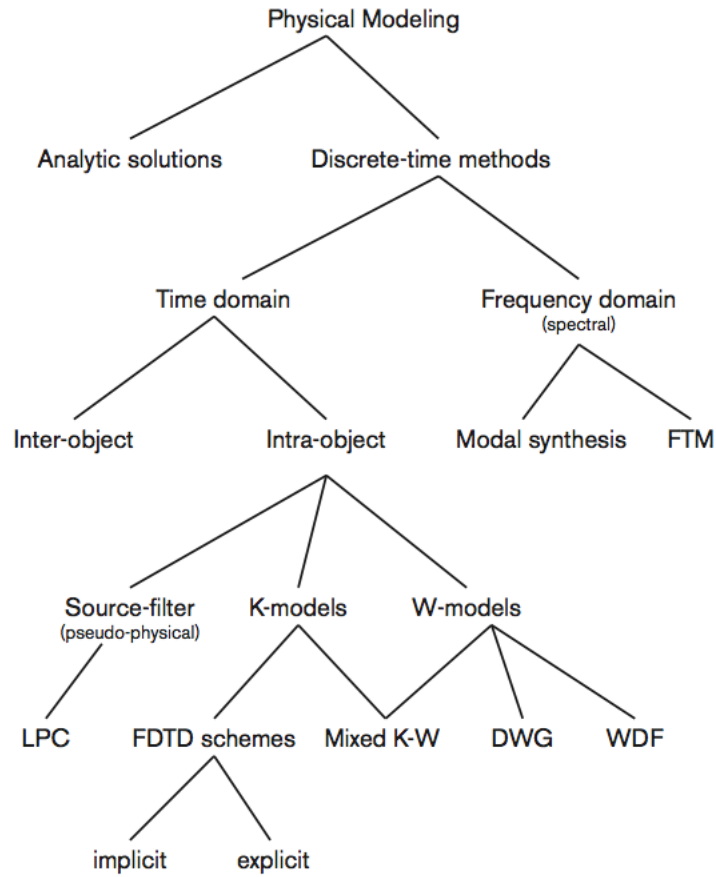 Physical Modeling
Analytic solutions
Discrete-time methods
Time domain
Frequency domain
(spectral)
Inter-object
Intra-object
Modal synthesis
FTM
Source-filter
(pseudo-physical)
K-models
W-models
LPC
FDTD schemes
Mixed K-W
DWG
WDF
implicit
explicit